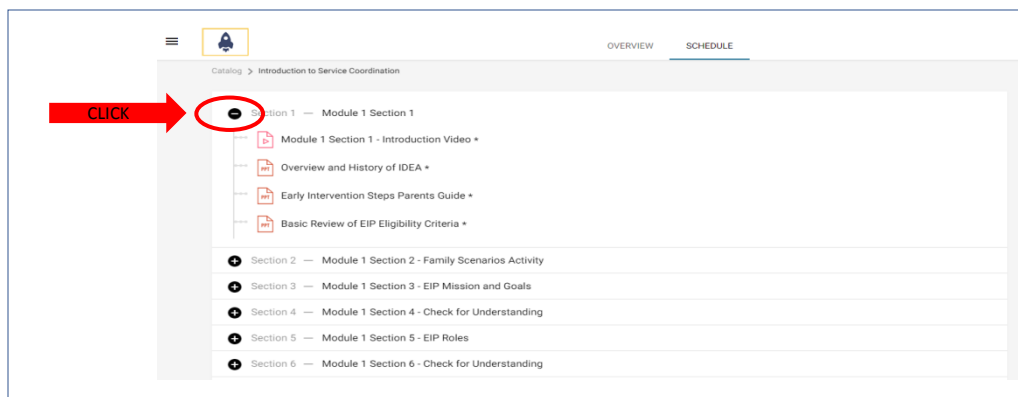 OVERVIEW SCHEDULE
Catalog > Introduction to Service Coordination
CLICK
Section 1 — Module 1 Section 1
Module 1 Section 1 - Introduction Video *
PPT Overview and History of IDEA *
PPT Early Intervention Steps Parents Guide *
PPT Basic Review of EIP Eligibility Criteria *
Section 2 — Module 1 Section 2 - Family Scenarios Activity
Section 3 — Module 1 Section 3 - EIP Mission and Goals
Section 4 — Module 1 Section 4 - Check for Understanding
Section 5 — Module 1 Section 5 - EIP Roles
Section 6 — Module 1 Section 6 - Check for Understanding